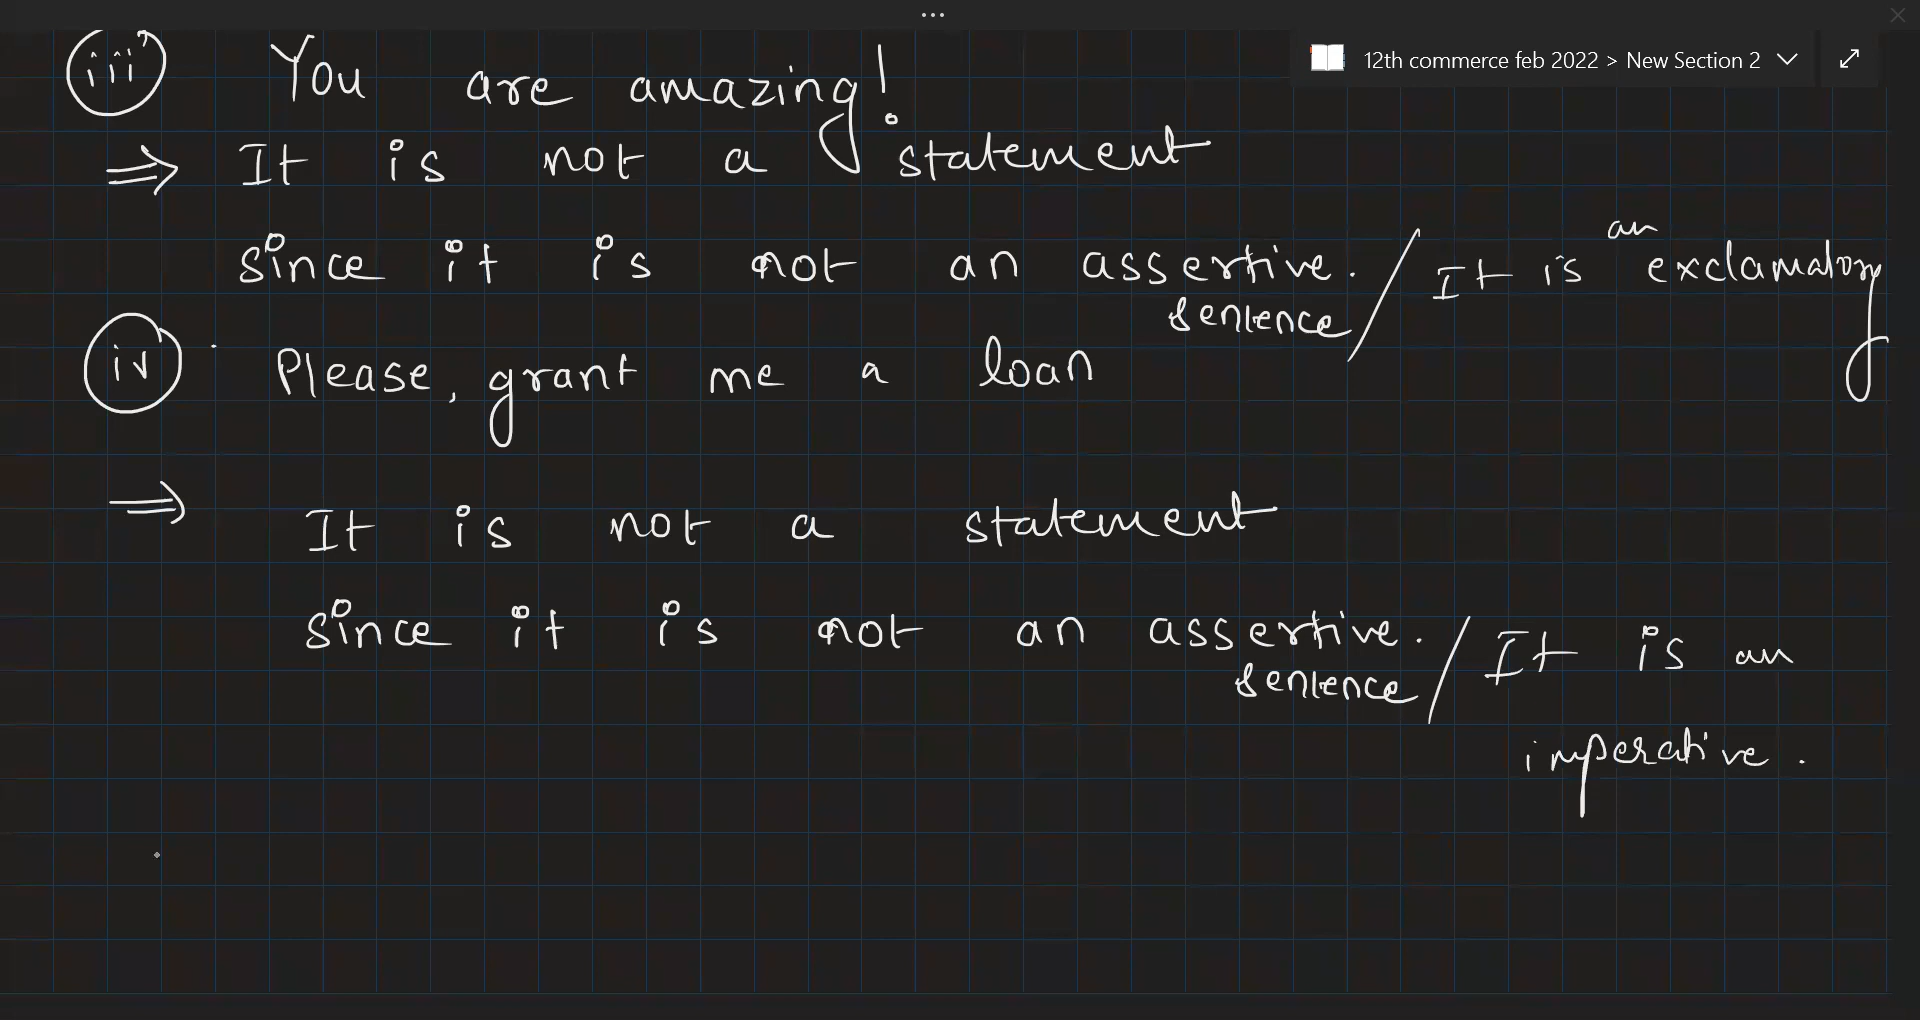 ...
12th commerce feb 2022 > New Section 2
iii) You are amazing!
⇒ It is not a statement
since it is not an assertive. sentence / It is an exclamatory
iv) Please, grant me a loan
⇒ It is not a statement
since it is not an assertive. sentence / It is an
imperative.